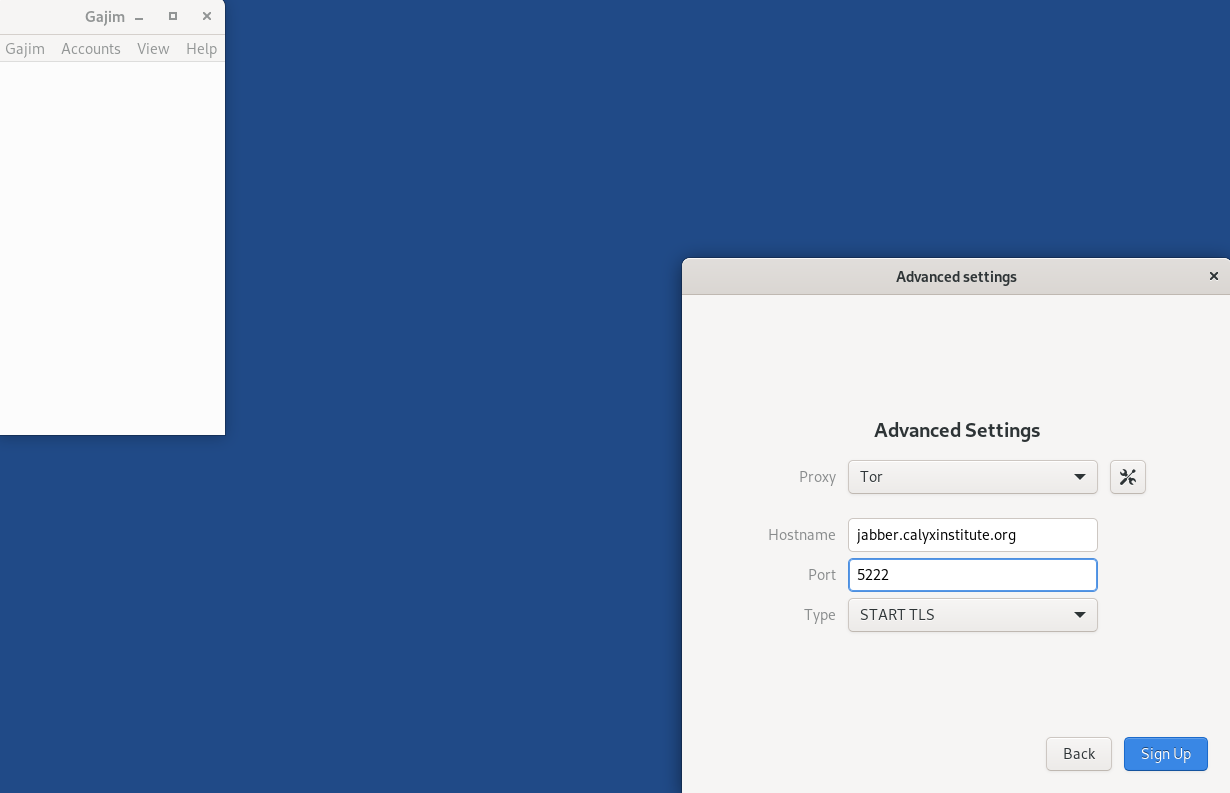 Gajim
Gajim Accounts View Help
Advanced settings
Advanced Settings
Proxy Tor
Hostname jabber.calyxinstitute.org
Port 5222
Type START TLS
Back Sign Up